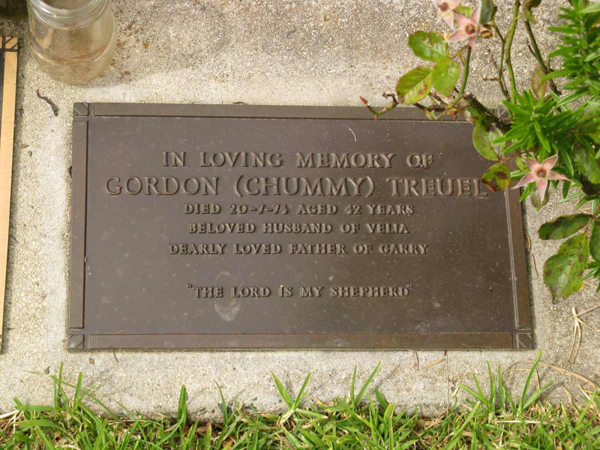 IN LOVING MEMORY OF
GORDON (CHUMMY) TREUEL
DIED 20-7-74 AGED 42 YEARS
BELOVED HUSBAND OF VELIA
DEARLY LOVED FATHER OF GARRY
"THE LORD IS MY SHEPHERD"